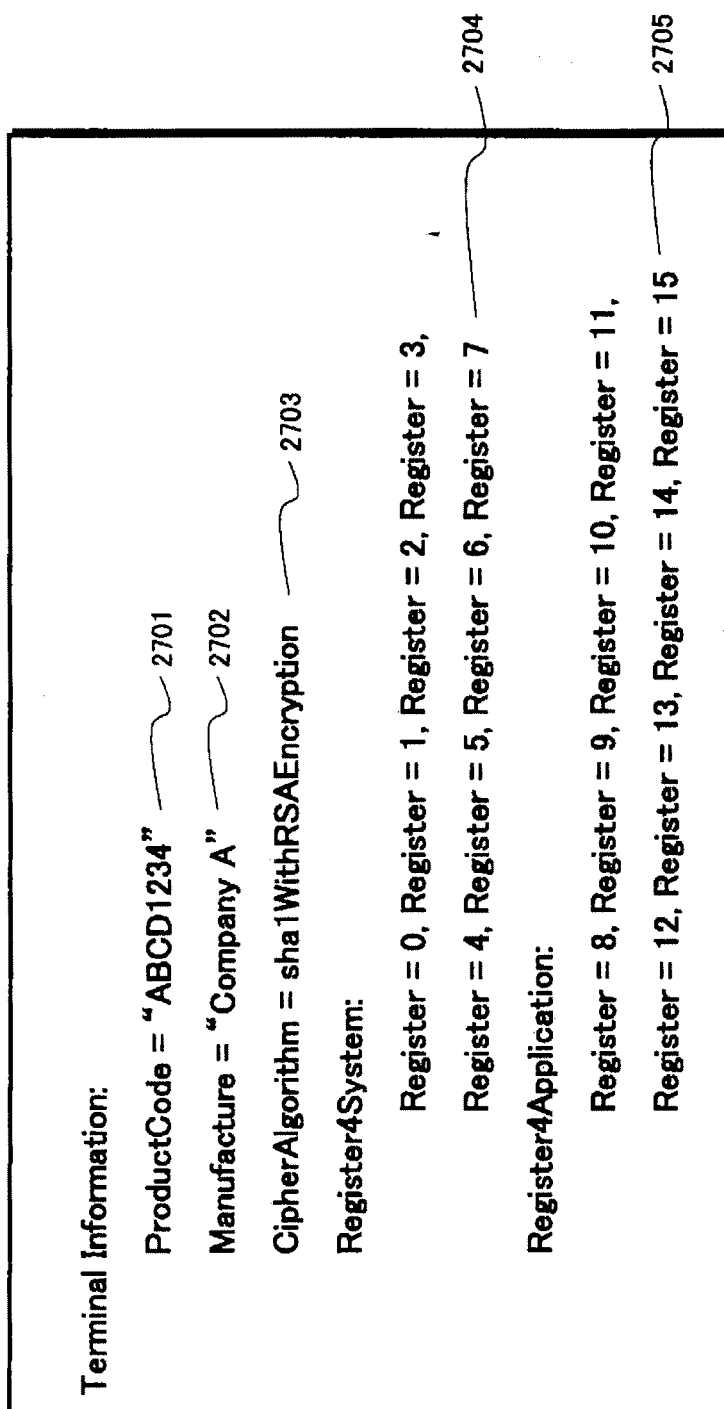 Terminal Information:
ProductCode = “ABCD1234” 2701
Manufacture = “Company A” 2702
CipherAlgorithm = sha1WithRSAEncryption 2703
Register4System:
Register = 0, Register = 1, Register = 2, Register = 3,
Register = 4, Register = 5, Register = 6, Register = 7 2704
Register4Application:
Register = 8, Register = 9, Register = 10, Register = 11,
Register = 12, Register = 13, Register = 14, Register = 15 2705